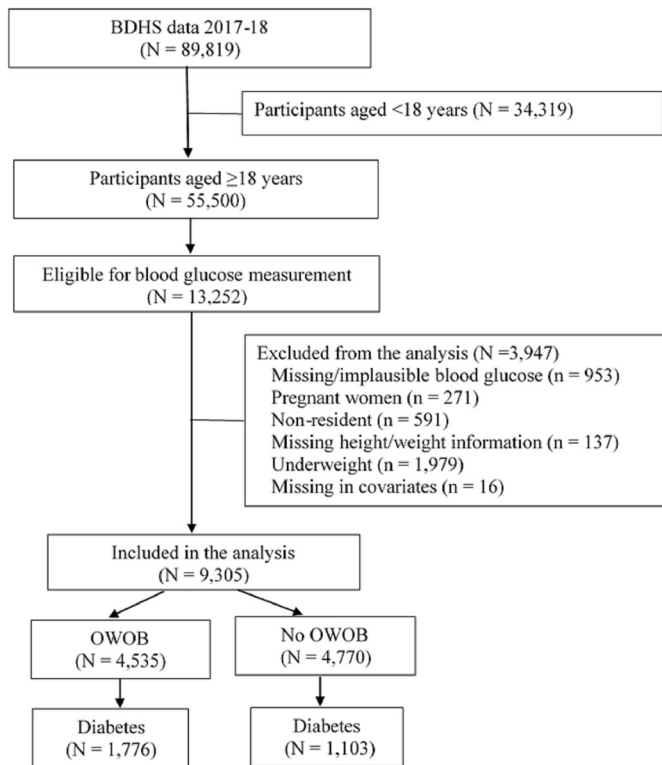 BDHS data 2017-18
(N = 89,819)
Participants aged <18 years (N = 34,319)
Participants aged ≥18 years
(N = 55,500)
Eligible for blood glucose measurement
(N = 13,252)
Excluded from the analysis (N =3,947)
Missing/implausible blood glucose (n = 953)
Pregnant women (n = 271)
Non-resident (n = 591)
Missing height/weight information (n = 137)
Underweight (n = 1,979)
Missing in covariates (n = 16)
Included in the analysis
(N = 9,305)
OWOB
(N = 4,535)
No OWOB
(N = 4,770)
Diabetes
(N = 1,776)
Diabetes
(N = 1,103)